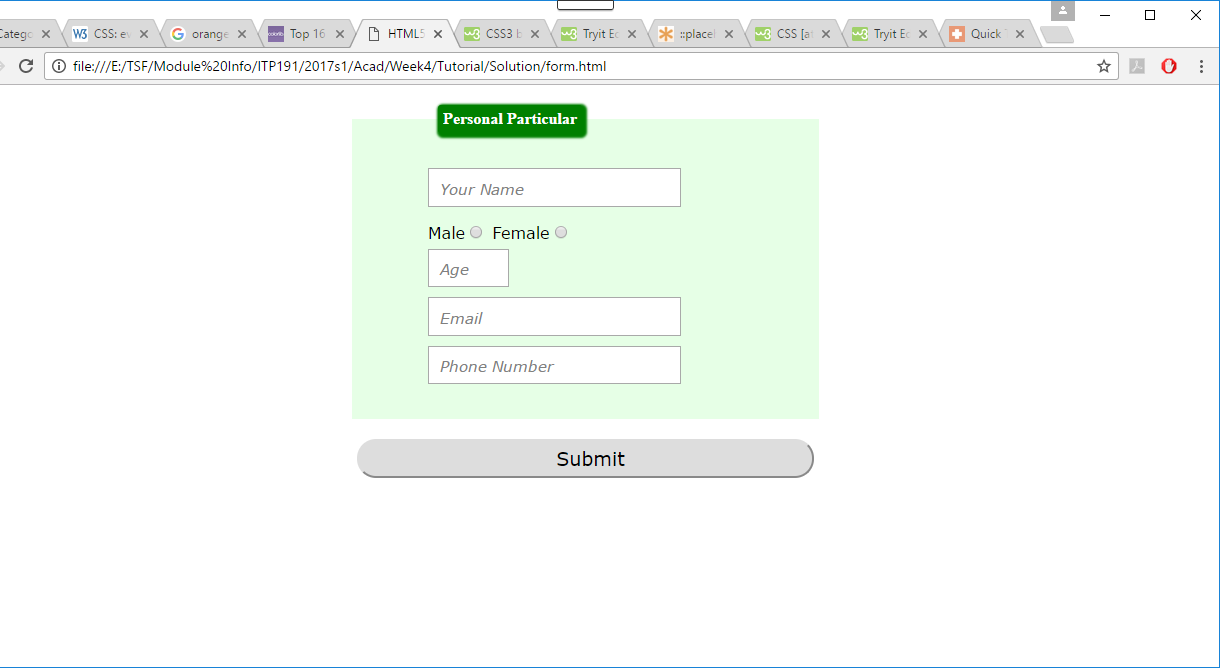 Catego CSS: ev orange Top 16 HTML5 CSS3 b Tryit Ed ::placel CSS [at Tryit Ed Quick
file:///E:/TSF/Module%20Info/ITP191/2017s1/Acad/Week4/Tutorial/Solution/form.html
Personal Particular
Your Name
Male Female
Age
Email
Phone Number
Submit